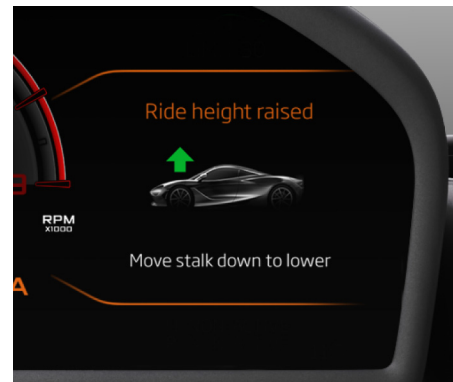 Ride height raised
RPM
X1000
Move stalk down to lower
A